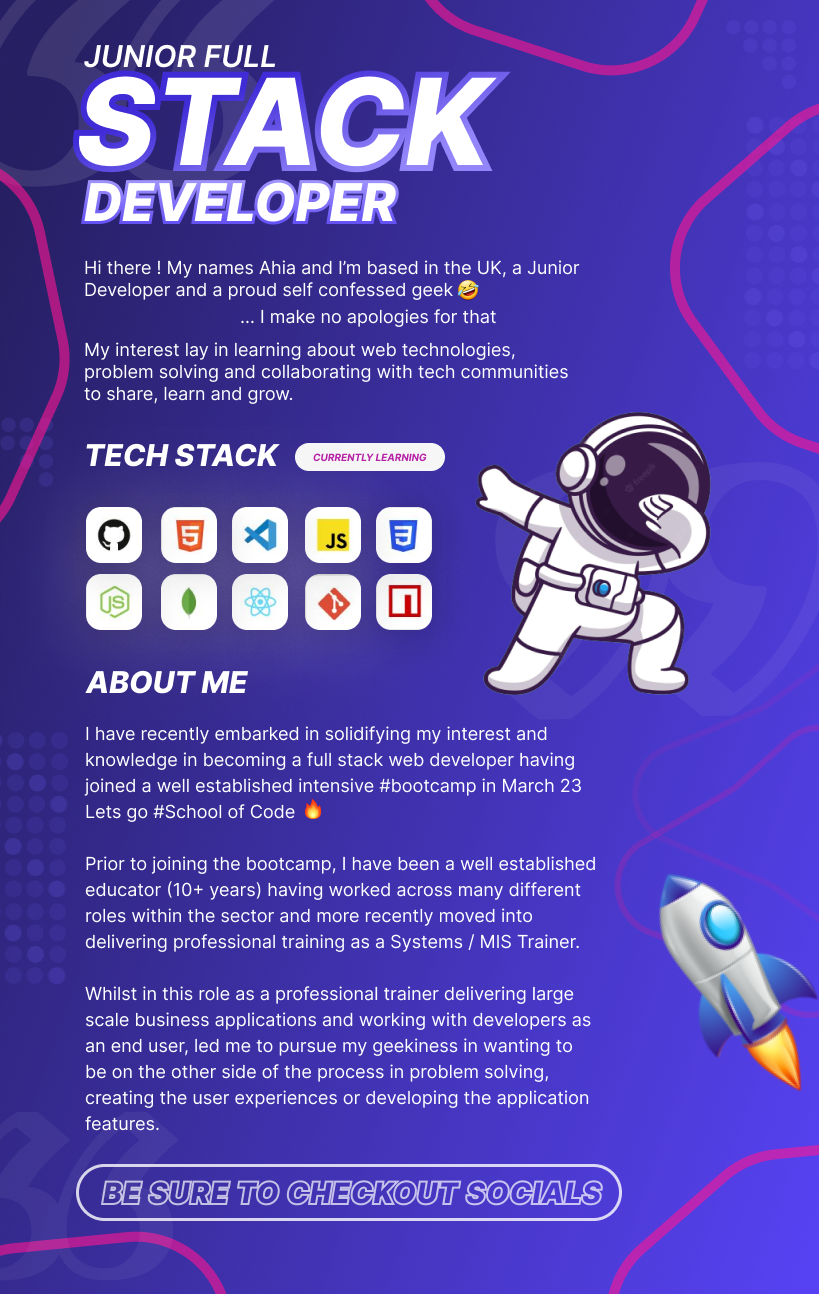 JUNIOR FULL
STACK
DEVELOPER
Hi there ! My names Ahia and I’m based in the UK, a Junior
Developer and a proud self confessed geek 🤣
... I make no apologies for that
My interest lay in learning about web technologies,
problem solving and collaborating with tech communities
to share, learn and grow.
TECH STACK CURRENTLY LEARNING
5 JS 3
JS
ABOUT ME
I have recently embarked in solidifying my interest and
knowledge in becoming a full stack web developer having
joined a well established intensive #bootcamp in March 23
Lets go #School of Code 🔥
Prior to joining the bootcamp, I have been a well established
educator (10+ years) having worked across many different
roles within the sector and more recently moved into
delivering professional training as a Systems / MIS Trainer.
Whilst in this role as a professional trainer delivering large
scale business applications and working with developers as
an end user, led me to pursue my geekiness in wanting to
be on the other side of the process in problem solving,
creating the user experiences or developing the application
features.
BE SURE TO CHECKOUT SOCIALS